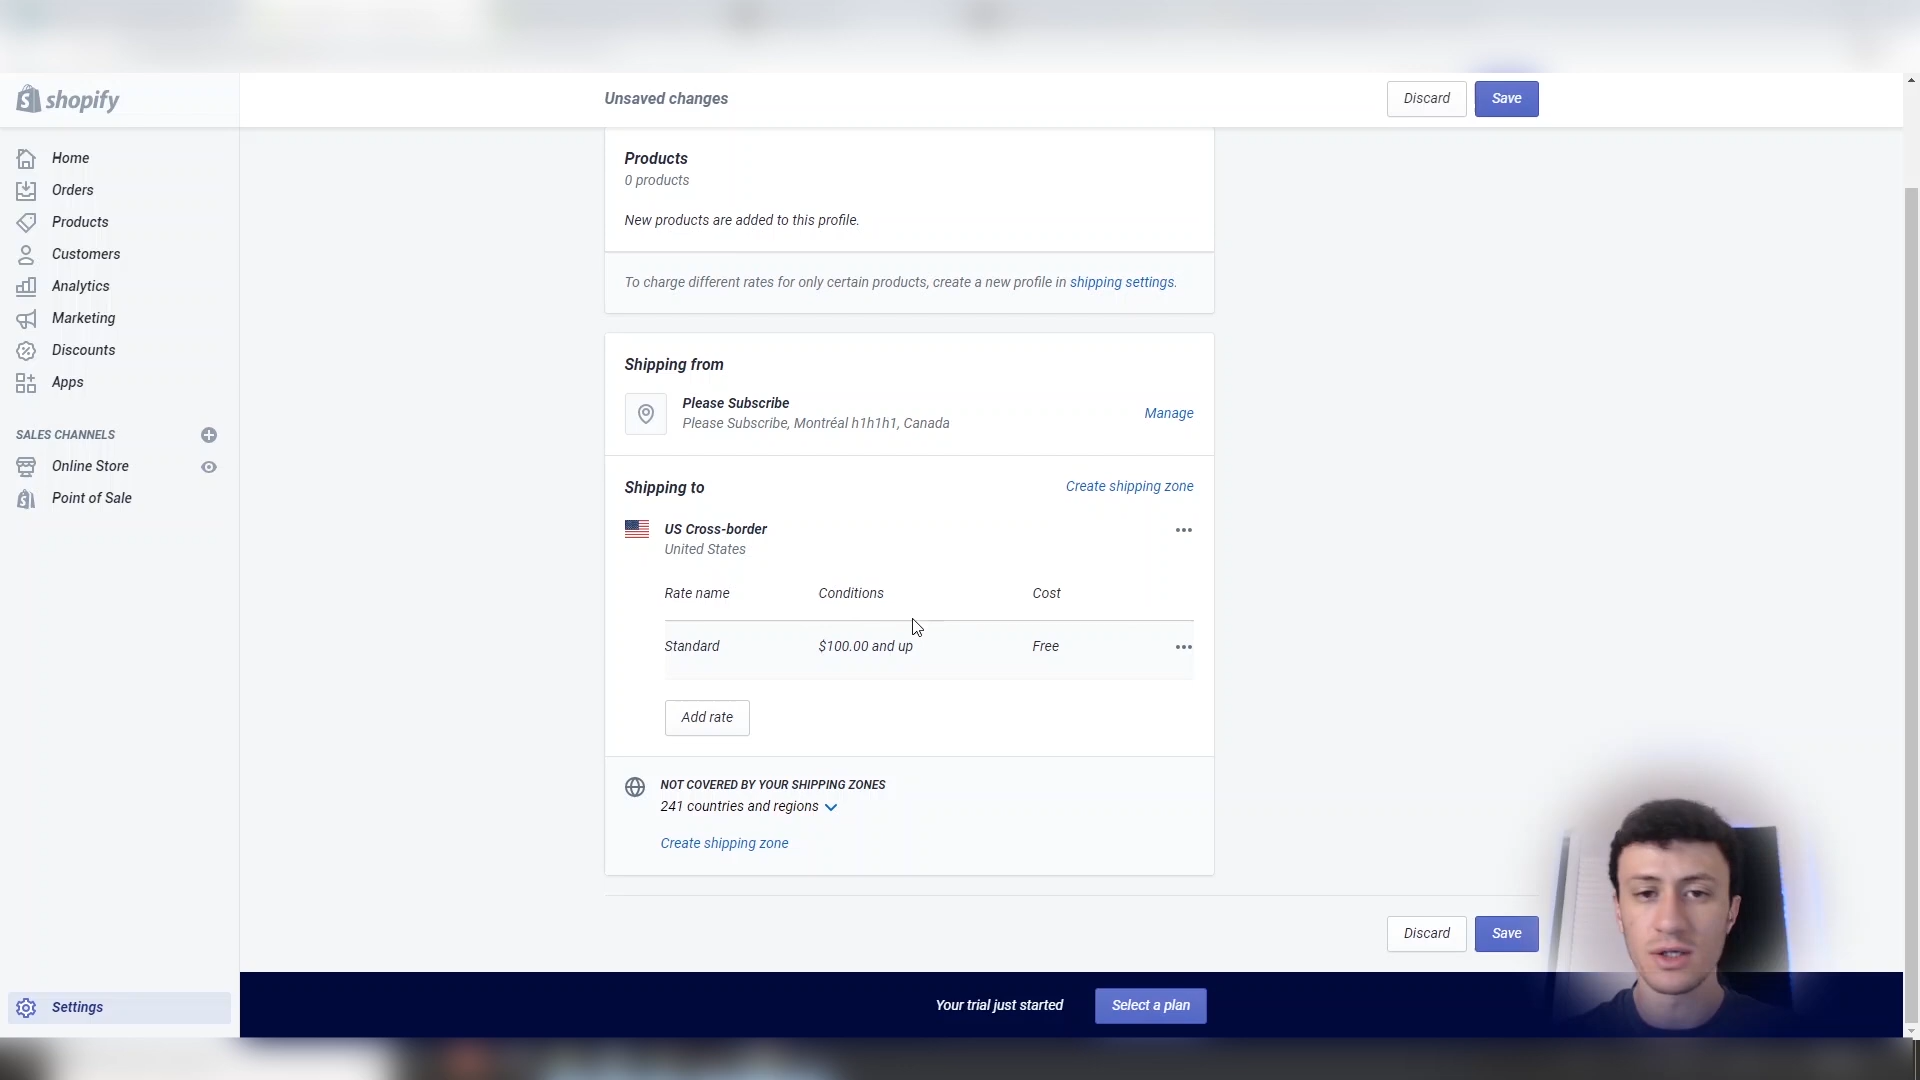 shopify
Unsaved changes
Discard
Save
Home
Orders
Products
Customers
Analytics
Marketing
Discounts
Apps
SALES CHANNELS
Online Store
Point of Sale
Settings
Products
0 products
New products are added to this profile.
To charge different rates for only certain products, create a new profile in shipping settings.
Shipping from
Please Subscribe
Please Subscribe, Montréal h1h1h1, Canada
Manage
Shipping to
Create shipping zone
US Cross-border
United States
Rate name Conditions Cost
Standard $100.00 and up Free
Add rate
NOT COVERED BY YOUR SHIPPING ZONES
241 countries and regions
Create shipping zone
Discard
Save
Your trial just started
Select a plan